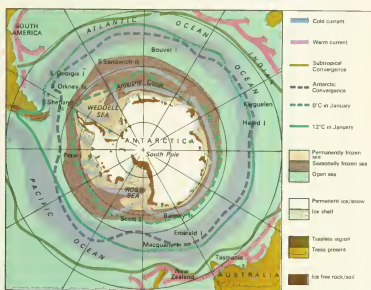 SOUTH
AMERICA
ATLANTIC
OCEAN
INDIAN
OCEAN
Bouvet I
S Sandwich Is
S Georgia I
Orkney Is
S Shetland
Antarctic Circle
WEDDELL
SEA
Kerguelen
Heard I
ANTARCTICA
South Pole
Peter I
ROSS
SEA
Scott I
Balleny Is
PACIFIC
OCEAN
Emerald I
Macquarie I
Tasmania
New
Zealand
AUSTRALIA
Cold current
Warm current
Subtropical
Convergence
Antarctic
Convergence
0°C in January
12°C in January
Permanently frozen
sea
Seasonally frozen sea
Open sea
Permanent ice/snow
Ice shelf
Treeless region
Trees present
Ice free rock/soil